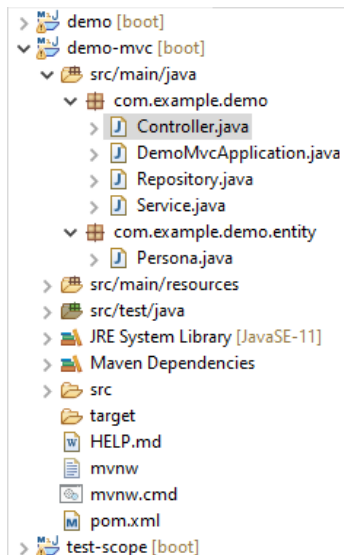 demo [boot]
demo-mvc [boot]
src/main/java
com.example.demo
Controller.java
DemoMvcApplication.java
Repository.java
Service.java
com.example.demo.entity
Persona.java
src/main/resources
src/test/java
JRE System Library [JavaSE-11]
Maven Dependencies
src
target
HELP.md
mvnw
mvnw.cmd
pom.xml
test-scope [boot]